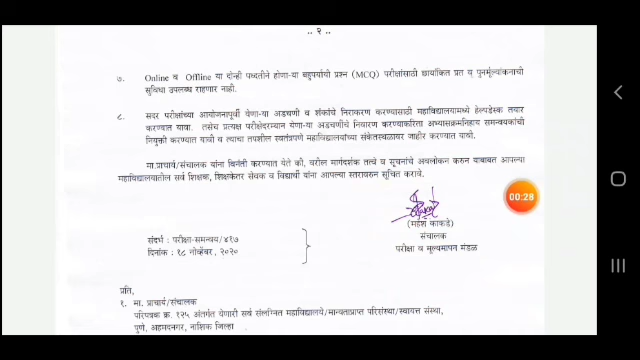 .. २ ..
७. Online व Offline या दोन्ही पध्दतीने होणा-या बहुपर्यायी प्रश्न (MCQ) परीक्षांसाठी छायांकित प्रत व पुनर्मूल्यांकनाची
सुविधा उपलब्ध राहणार नाही.
८. सदर परीक्षांच्या आयोजनापूर्वी येणा-या अडचणी व शंकांचे निराकरण करण्यासाठी महाविद्यालयामध्ये हेल्पडेस्क तयार
करण्यात यावा. तसेच प्रत्यक्ष परीक्षेदरम्यान येणा-या अडचणीचे निवारण करण्याकरिता अभ्यासक्रमनिहाय समन्वयकांची
नियुक्ती करण्यात यावी व त्याचा तपशील स्वतंत्रपणे महाविद्यालयांच्या संकेतस्थळावर जाहीर करण्यात यावी.
मा.प्राचार्य/संचालक यांना विनंती करण्यात येते की, वरील मार्गदर्शक तत्वे व सूचनांचे अवलोकन करुन याबाबत आपल्या
महाविद्यालयातील सर्व शिक्षक, शिक्षकेतर सेवक व विद्यार्थी यांना आपल्या स्तरावरुन सूचित करावे.
00:28
(महेश काकडे)
संचालक
परीक्षा व मूल्यमापन मंडळ
संदर्भ : परीक्षा-समन्वय/४१७
दिनांक : १८ नोव्हेंबर, २०२०
प्रति,
१. मा. प्राचार्य/संचालक
परिपत्रक क्र. १२५ अंतर्गत येणारी सर्व संलग्नित महाविद्यालये/मान्यताप्राप्त परिसंस्था/स्वायत्त संस्था,
पुणे, अहमदनगर, नाशिक जिल्हा